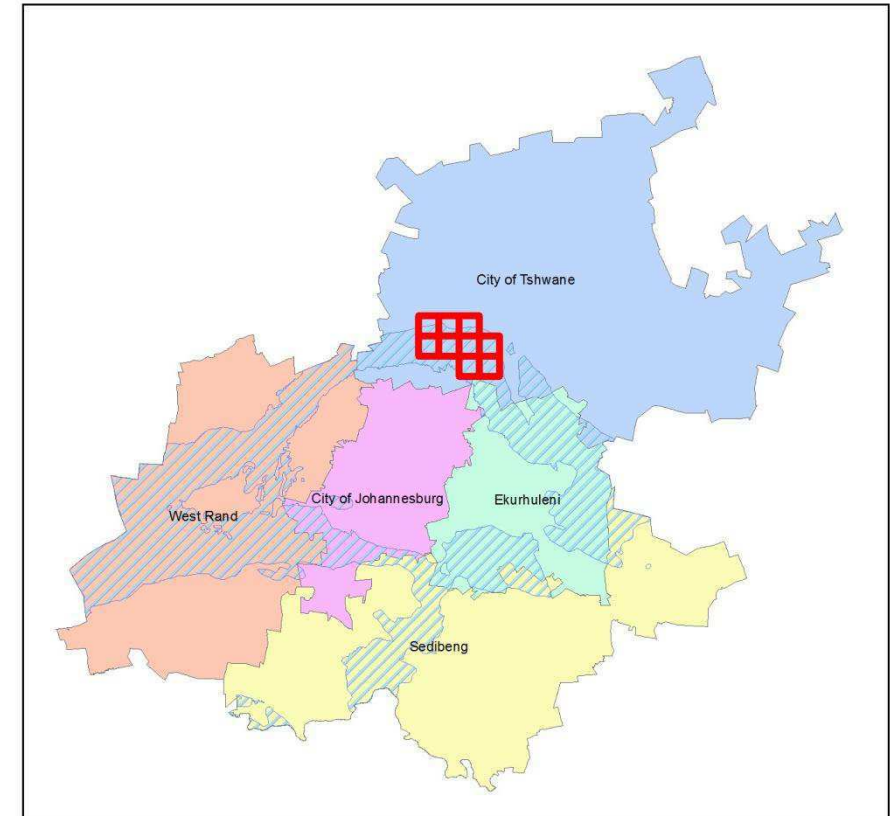 City of Tshwane
City of Johannesburg
Ekurhuleni
West Rand
Sedibeng